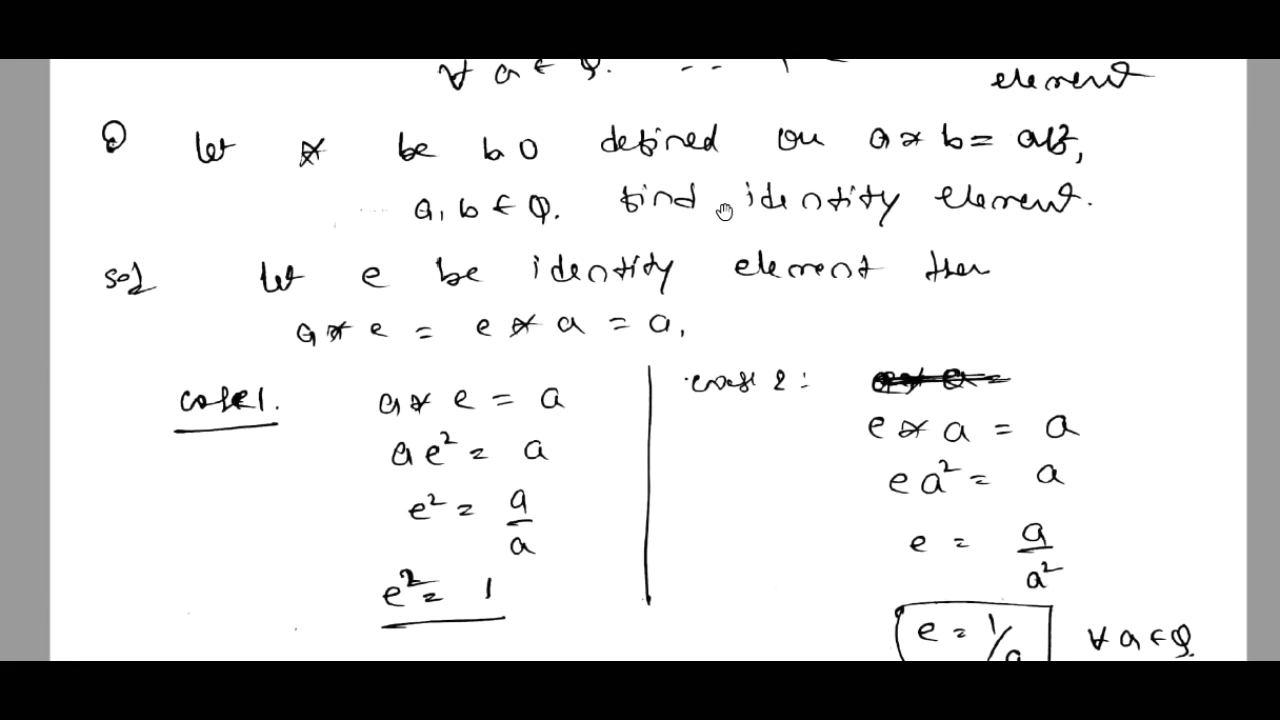 ∀ a ∈ Q.
element
Q let * be b O defined on a * b = ab²,
a, b ∈ Q. find identity element.
sol let e be identity element then
a * e = e * a = a,
case 1. a * e = a
ae² = a
e² = a/a
e² = 1
case 2:
e * a = a
ea² = a
e = a/a²
e = 1/a ∀ a ∈ Q.